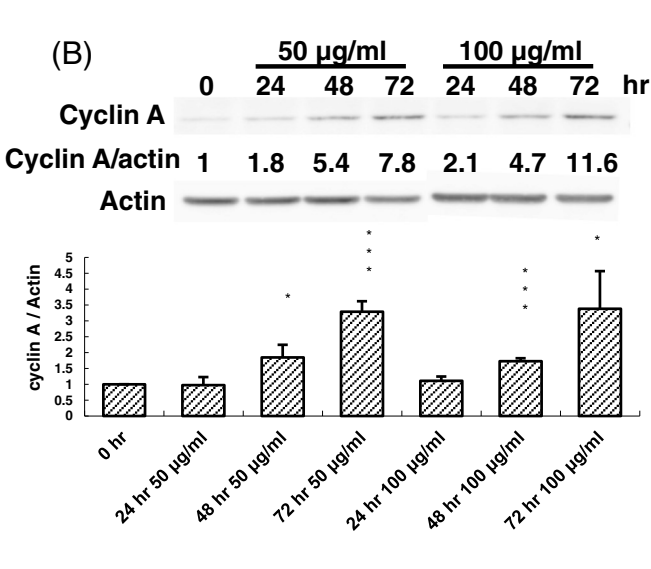 (B)
50 µg/ml 100 µg/ml
0 24 48 72 24 48 72 hr
Cyclin A
Cyclin A/actin 1 1.8 5.4 7.8 2.1 4.7 11.6
Actin
cyclin A / Actin
5
4.5
4
3.5
3
2.5
2
1.5
1
0.5
0
* *** *** *
0 hr
24 hr 50 µg/ml
48 hr 50 µg/ml
72 hr 50 µg/ml
24 hr 100 µg/ml
48 hr 100 µg/ml
72 hr 100 µg/ml